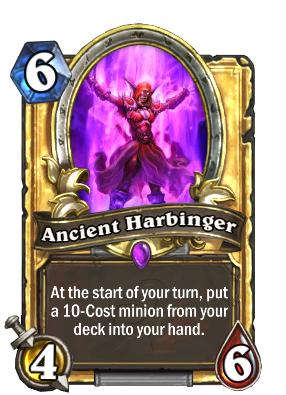 6
Ancient Harbinger
At the start of your turn, put
a 10-Cost minion from your
deck into your hand.
4
6